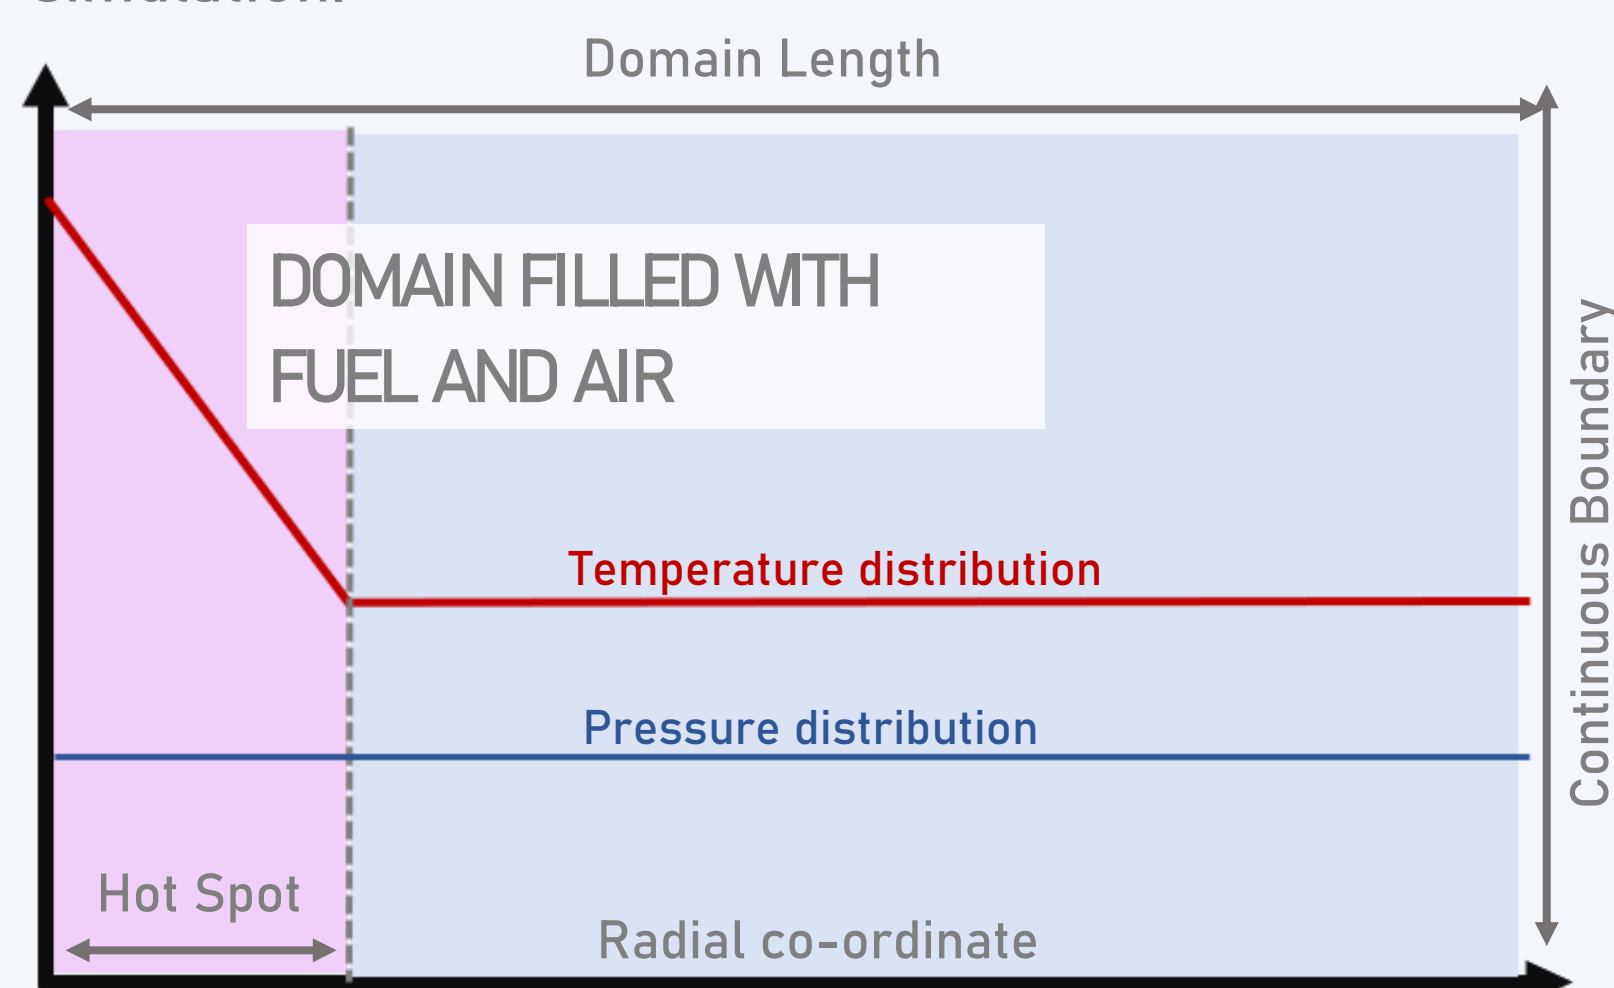 Domain Length
DOMAIN FILLED WITH
FUEL AND AIR
Continuous Boundary
Temperature distribution
Pressure distribution
Hot Spot
Radial co-ordinate